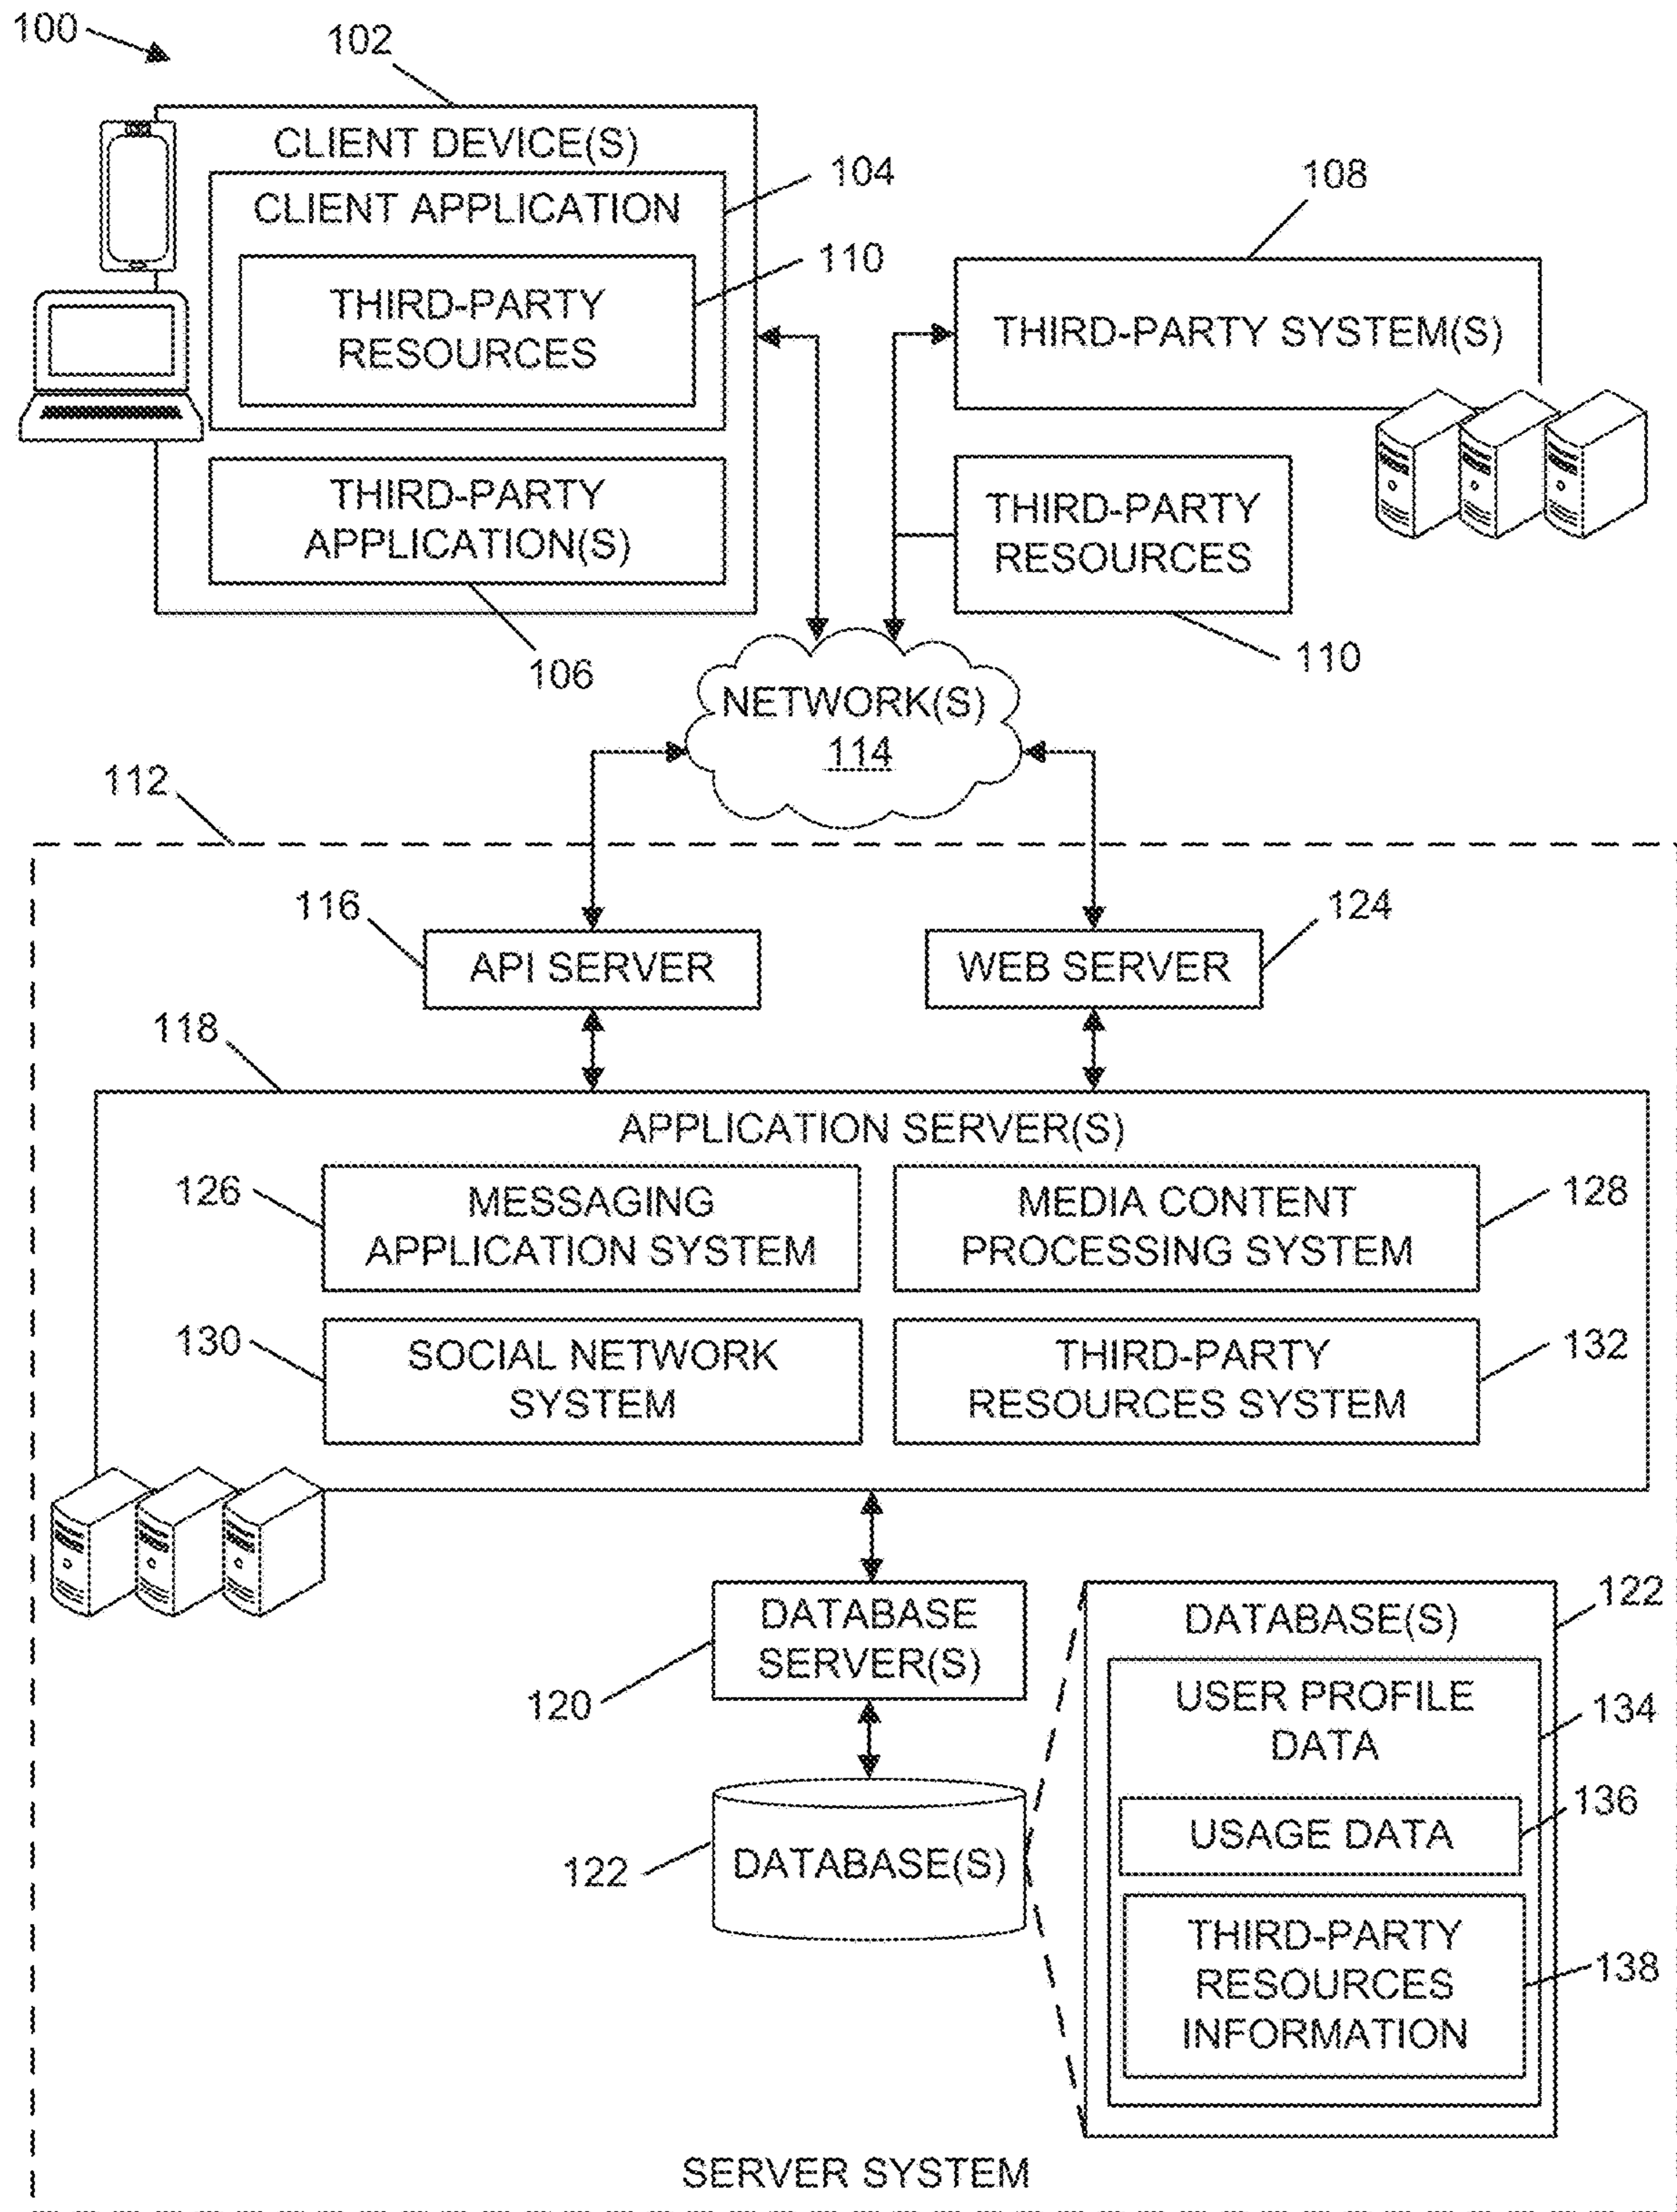 100
102
CLIENT DEVICE(S)
104
CLIENT APPLICATION
110
THIRD-PARTY
RESOURCES
THIRD-PARTY
APPLICATION(S)
106
108
THIRD-PARTY SYSTEM(S)
THIRD-PARTY
RESOURCES
110
NETWORK(S)
114
112
116
API SERVER
124
WEB SERVER
118
APPLICATION SERVER(S)
126
MESSAGING
APPLICATION SYSTEM
128
MEDIA CONTENT
PROCESSING SYSTEM
130
SOCIAL NETWORK
SYSTEM
132
THIRD-PARTY
RESOURCES SYSTEM
DATABASE
SERVER(S)
120
122
DATABASE(S)
122
DATABASE(S)
USER PROFILE
DATA
134
USAGE DATA
136
THIRD-PARTY
RESOURCES
INFORMATION
138
SERVER SYSTEM